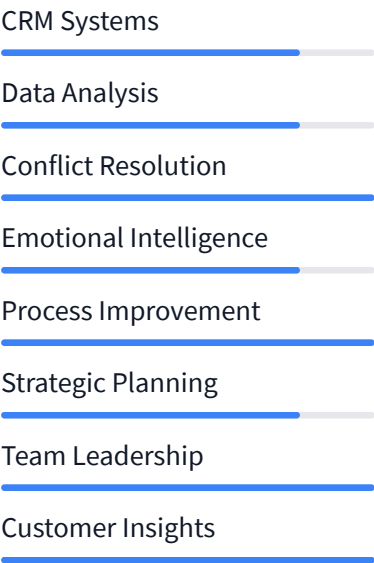 CRM Systems
Data Analysis
Conflict Resolution
Emotional Intelligence
Process Improvement
Strategic Planning
Team Leadership
Customer Insights